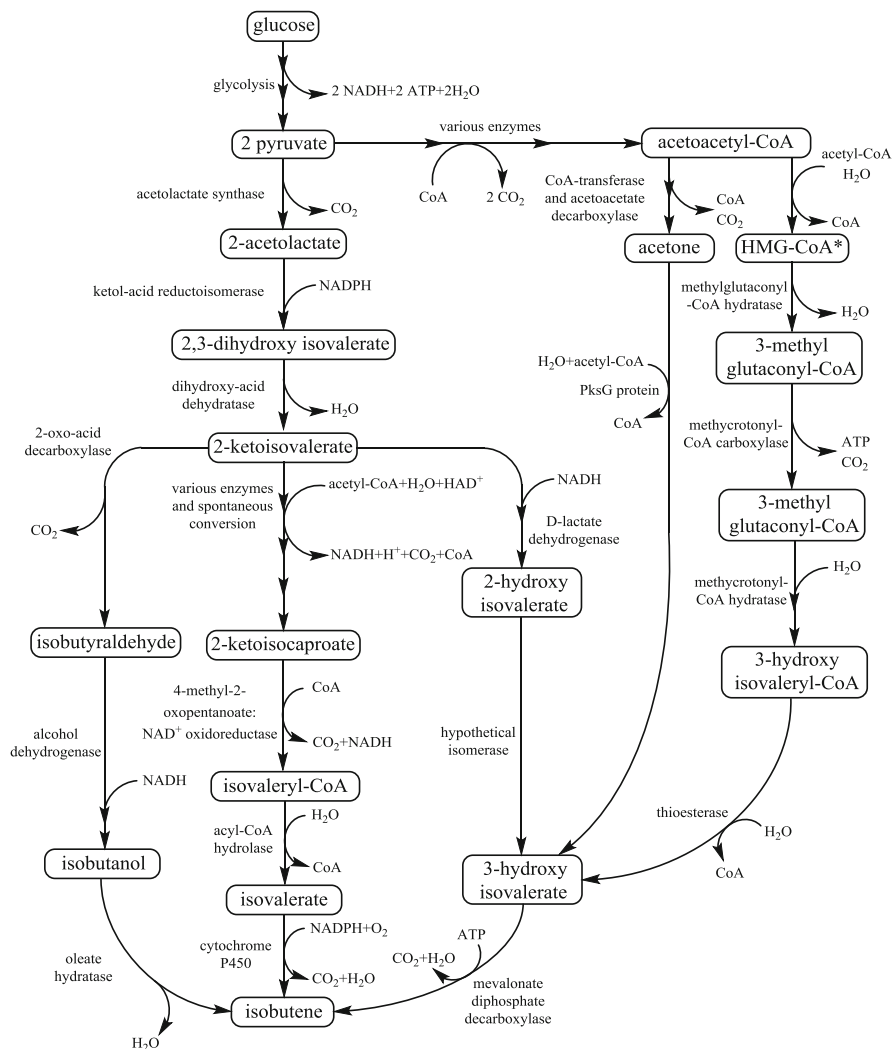 glucose
glycolysis
2 NADH+2 ATP+2H₂O
2 pyruvate
various enzymes
CoA
2 CO₂
acetoacetyl-CoA
acetyl-CoA
H₂O
CoA
CoA-transferase
and acetoacetate
decarboxylase
CoA
CO₂
acetolactate synthase
CO₂
2-acetolactate
acetone
HMG-CoA*
ketol-acid reductoisomerase
NADPH
methylglutaconyl
-CoA hydratase
H₂O
2,3-dihydroxy isovalerate
3-methyl
glutaconyl-CoA
H₂O+acetyl-CoA
PksG protein
CoA
dihydroxy-acid
dehydratase
H₂O
2-oxo-acid
decarboxylase
2-ketoisovalerate
methycrotonyl-
CoA carboxylase
ATP
CO₂
CO₂
various enzymes
and spontaneous
conversion
acetyl-CoA+H₂O+HAD⁺
NADH+H⁺+CO₂+CoA
NADH
D-lactate
dehydrogenase
3-methyl
glutaconyl-CoA
2-hydroxy
isovalerate
methycrotonyl-
CoA hydratase
H₂O
isobutyraldehyde
2-ketoisocaproate
3-hydroxy
isovaleryl-CoA
4-methyl-2-
oxopentanoate:
NAD⁺ oxidoreductase
CoA
CO₂+NADH
alcohol
dehydrogenase
NADH
hypothetical
isomerase
isovaleryl-CoA
acyl-CoA
hydrolase
H₂O
CoA
thioesterase
H₂O
CoA
isobutanol
isovalerate
3-hydroxy
isovalerate
oleate
hydratase
H₂O
cytochrome
P450
NADPH+O₂
CO₂+H₂O
ATP
CO₂+H₂O
mevalonate
diphosphate
decarboxylase
isobutene